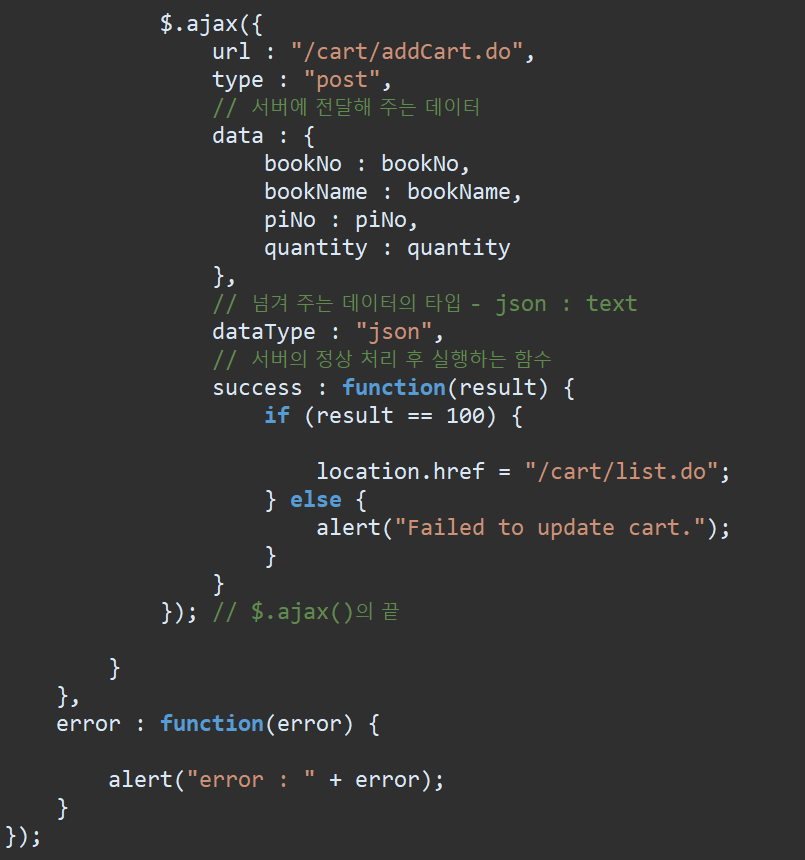 $.ajax({
url : "/cart/addCart.do",
type : "post",
// 서버에 전달해 주는 데이터
data : {
bookNo : bookNo,
bookName : bookName,
piNo : piNo,
quantity : quantity
},
// 넘겨 주는 데이터의 타입 - json : text
dataType : "json",
// 서버의 정상 처리 후 실행하는 함수
success : function(result) {
if (result == 100) {
location.href = "/cart/list.do";
} else {
alert("Failed to update cart.");
}
}
}); // $.ajax()의 끝
}
},
error : function(error) {
alert("error : " + error);
}
});